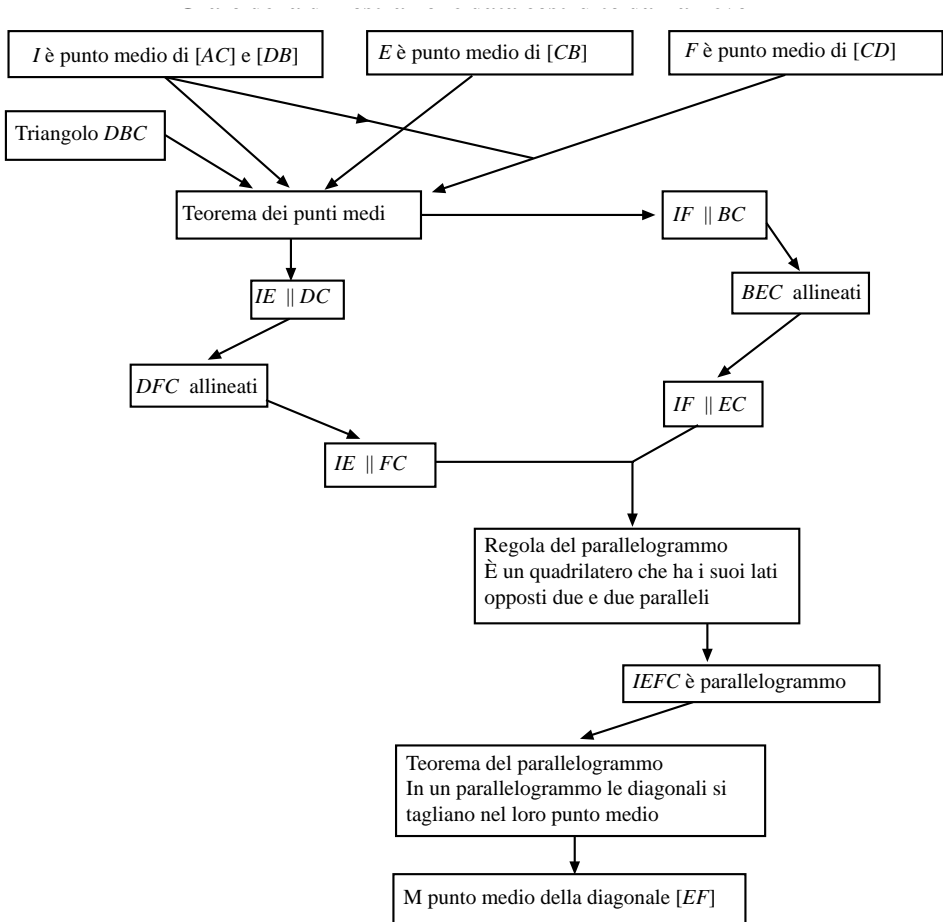 I è punto medio di [AC] e [DB]
E è punto medio di [CB]
F è punto medio di [CD]
Triangolo DBC
Teorema dei punti medi
IF || BC
IE || DC
BEC allineati
DFC allineati
IF || EC
IE || FC
Regola del parallelogrammo
È un quadrilatero che ha i suoi lati
opposti due e due paralleli
IEFC è parallelogrammo
Teorema del parallelogrammo
In un parallelogrammo le diagonali si
tagliano nel loro punto medio
M punto medio della diagonale [EF]